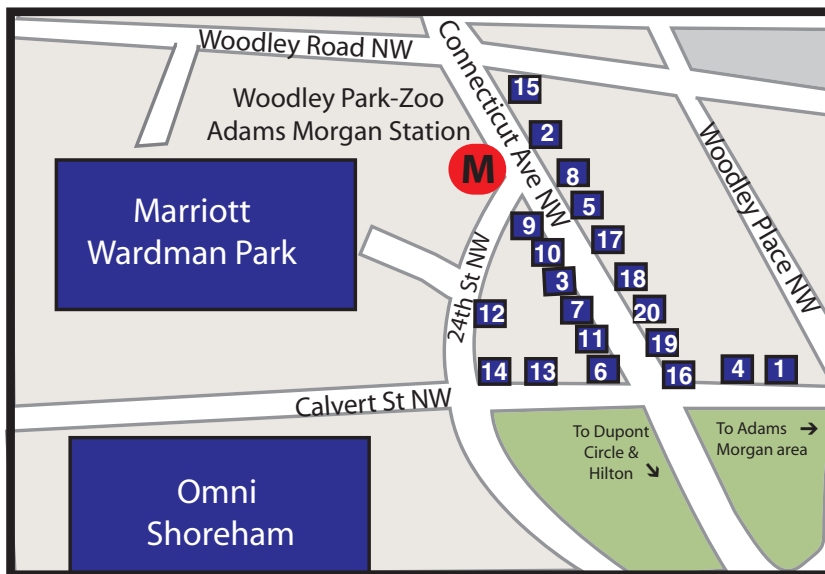 Woodley Road NW
Connecticut Ave NW
Woodley Park-Zoo
Adams Morgan Station
M
15
2
8
5
17
18
20
19
16
9
10
3
7
11
6
12
14
13
4
1
Woodley Place NW
Marriott
Wardman Park
24th St NW
Calvert St NW
Omni
Shoreham
To Dupont
Circle &
Hilton
To Adams
Morgan area